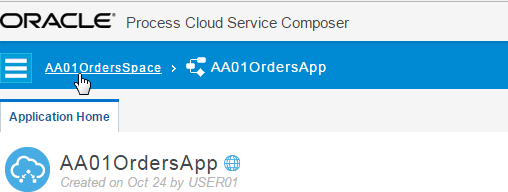 ORACLE Process Cloud Service Composer
AA01OrdersSpace > AA01OrdersApp
Application Home
AA01OrdersApp
Created on Oct 24 by USER01